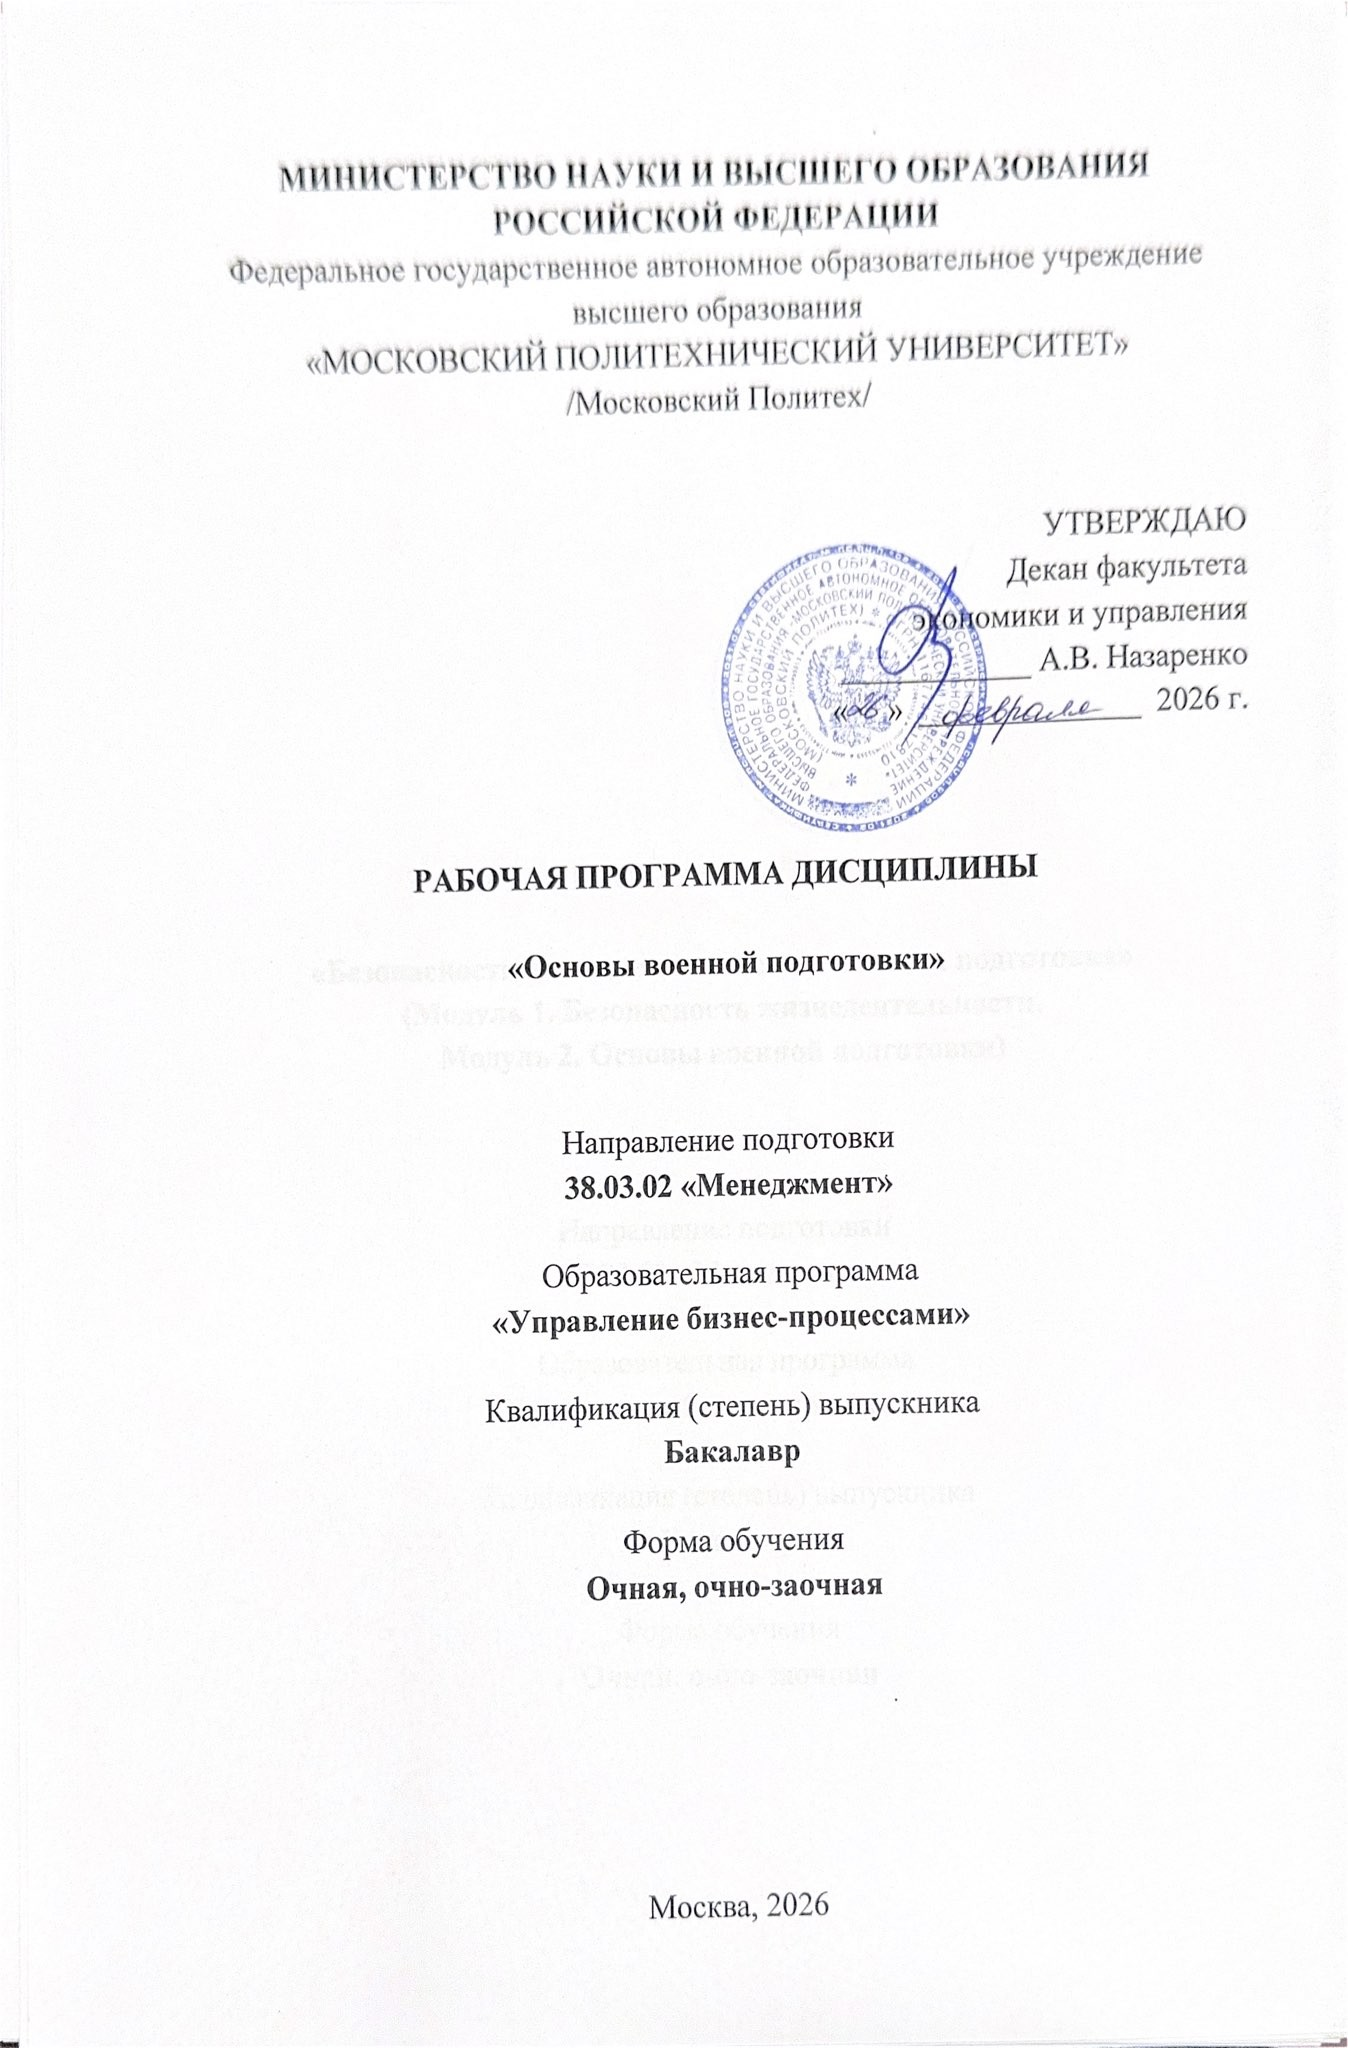 МИНИСТЕРСТВО НАУКИ И ВЫСШЕГО ОБРАЗОВАНИЯ
РОССИЙСКОЙ ФЕДЕРАЦИИ
Федеральное государственное автономное образовательное учреждение
высшего образования
«МОСКОВСКИЙ ПОЛИТЕХНИЧЕСКИЙ УНИВЕРСИТЕТ»
/Московский Политех/
УТВЕРЖДАЮ
Декан факультета
экономики и управления
А.В. Назаренко
«26» февраля 2026 г.
РАБОЧАЯ ПРОГРАММА ДИСЦИПЛИНЫ
«Основы военной подготовки»
Направление подготовки
38.03.02 «Менеджмент»
Образовательная программа
«Управление бизнес-процессами»
Квалификация (степень) выпускника
Бакалавр
Форма обучения
Очная, очно-заочная
Москва, 2026